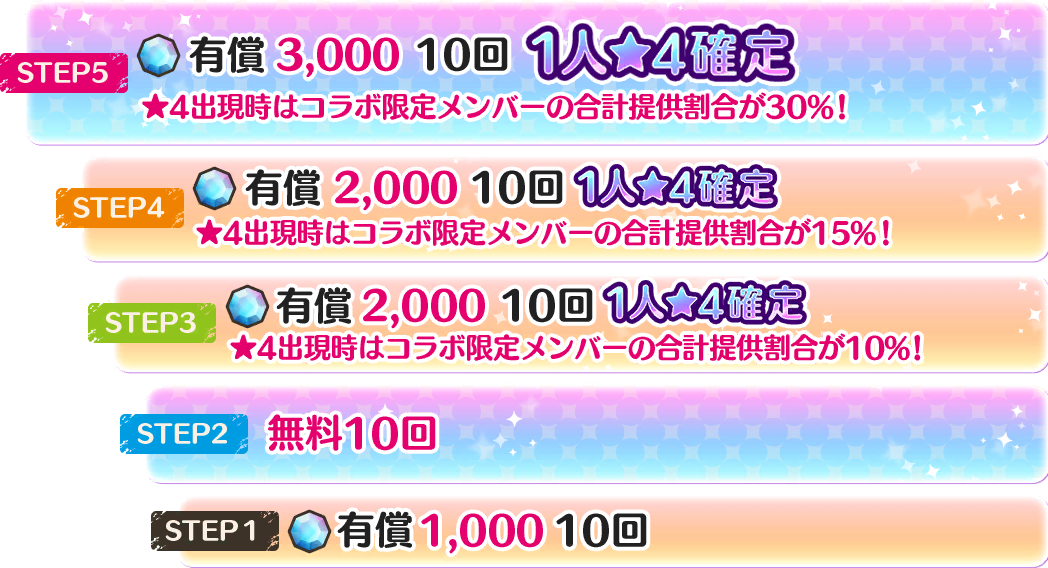 STEP5 有償 3,000 10回 1人★4確定
★4出現時はコラボ限定メンバーの合計提供割合が30%!
STEP4 有償 2,000 10回 1人★4確定
★4出現時はコラボ限定メンバーの合計提供割合が15%!
STEP3 有償 2,000 10回 1人★4確定
★4出現時はコラボ限定メンバーの合計提供割合が10%!
STEP2 無料10回
STEP1 有償 1,000 10回